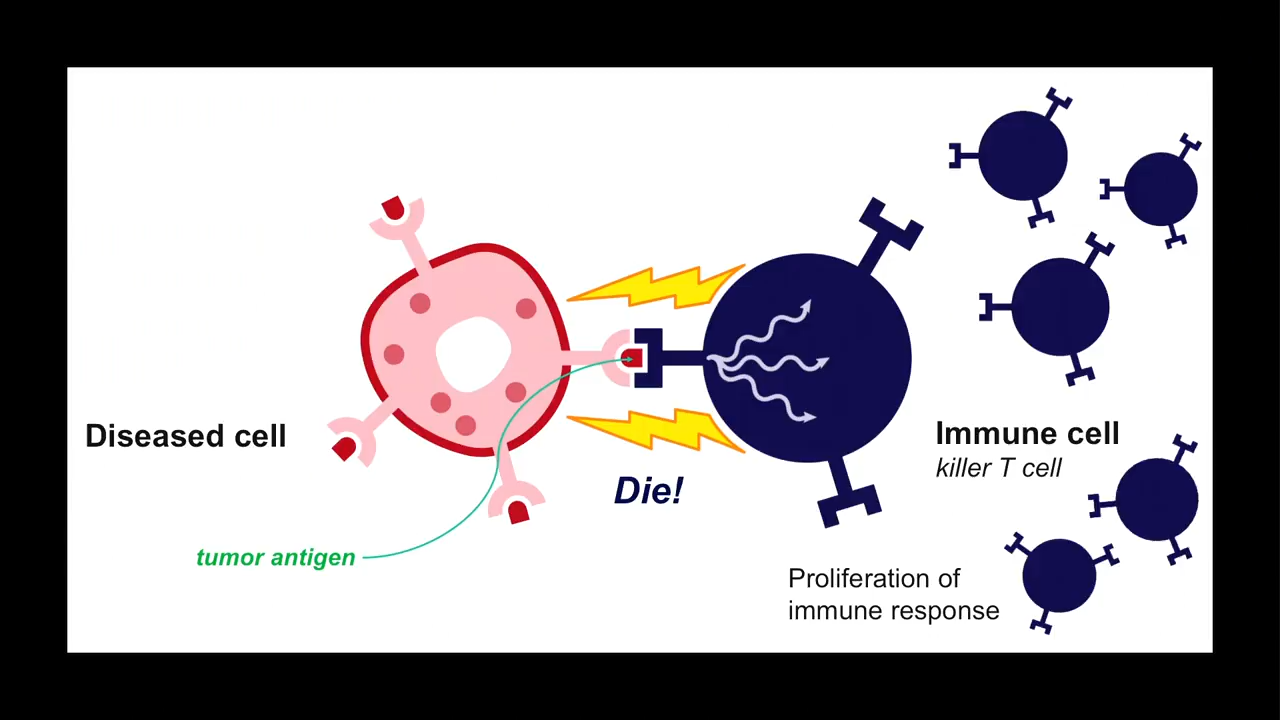 Diseased cell
tumor antigen
Die!
Immune cell
killer T cell
Proliferation of
immune response